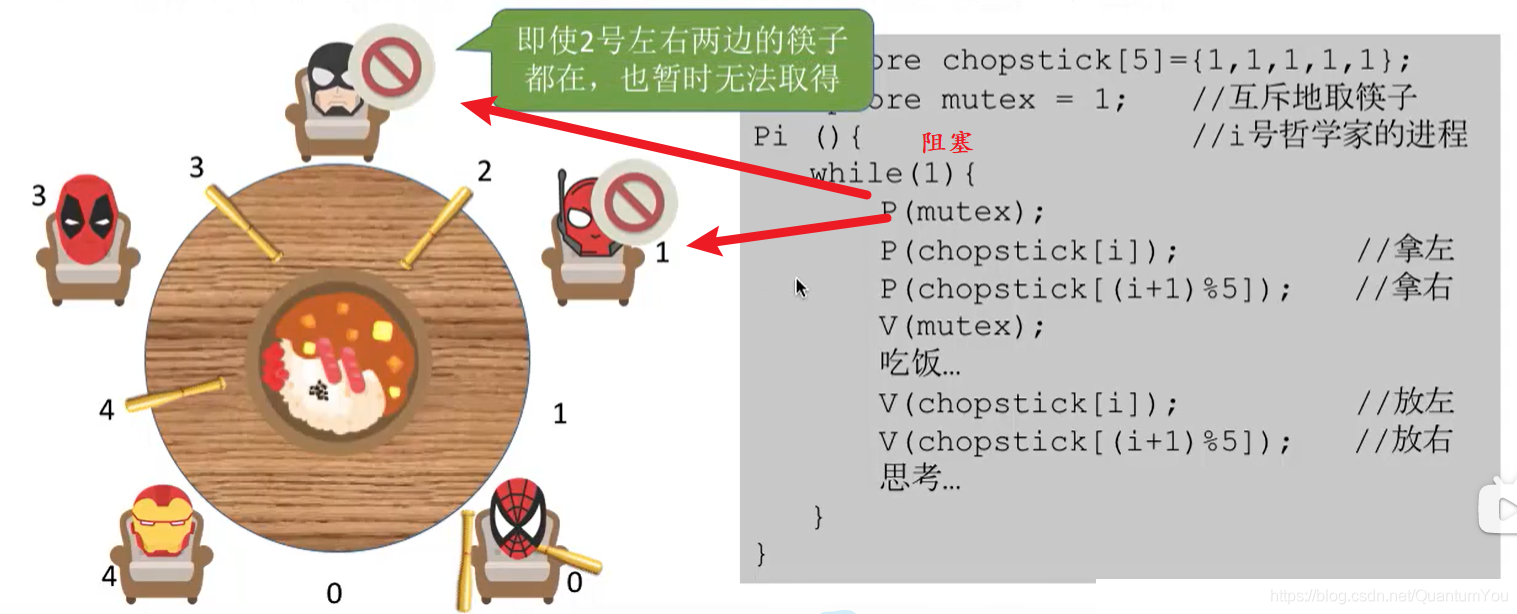 即使2号左右两边的筷子
都在，也暂时无法取得
ore chopstick[5]={1,1,1,1,1};
ore mutex = 1; //互斥地取筷子
Pi (){ //i号哲学家的进程
阻塞
while(1){
P(mutex);
P(chopstick[i]); //拿左
P(chopstick[(i+1)%5]); //拿右
V(mutex);
吃饭…
V(chopstick[i]); //放左
V(chopstick[(i+1)%5]); //放右
思考…
}
}
3
2
3
1
4
1
4
0
0
https://blog.csdn.net/QuantumYou